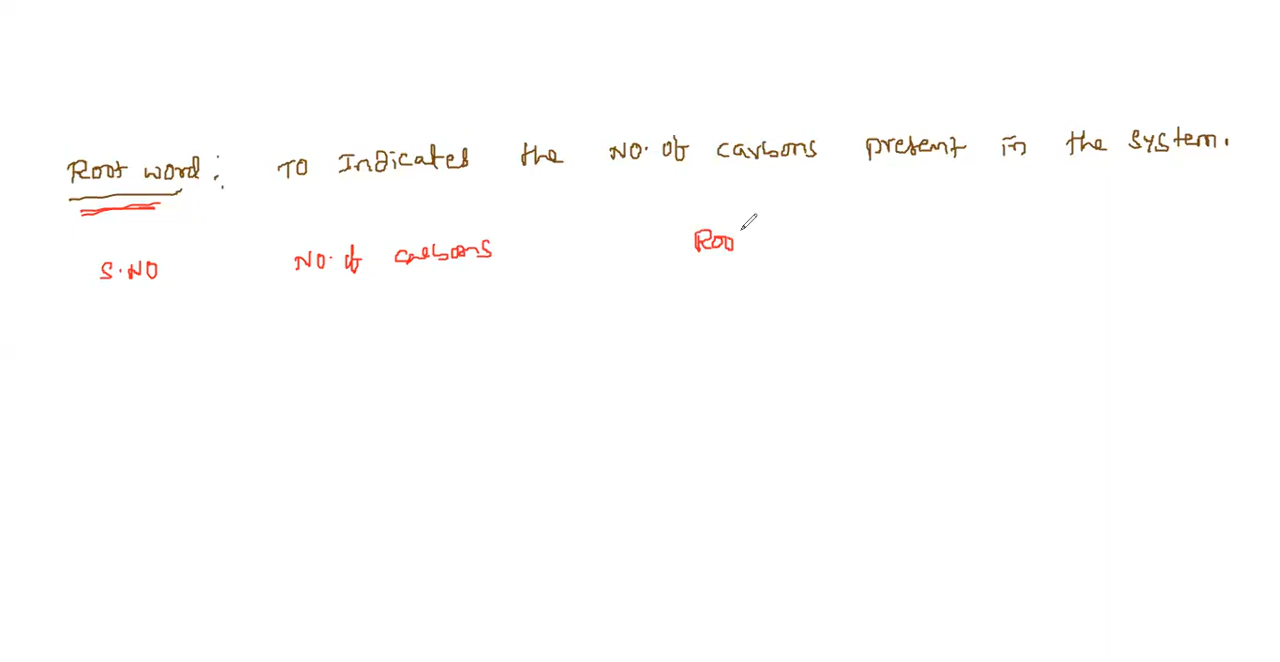 Root word : TO Indicates the NO. of carbons present in the system.
S.NO NO. of carbons Roo